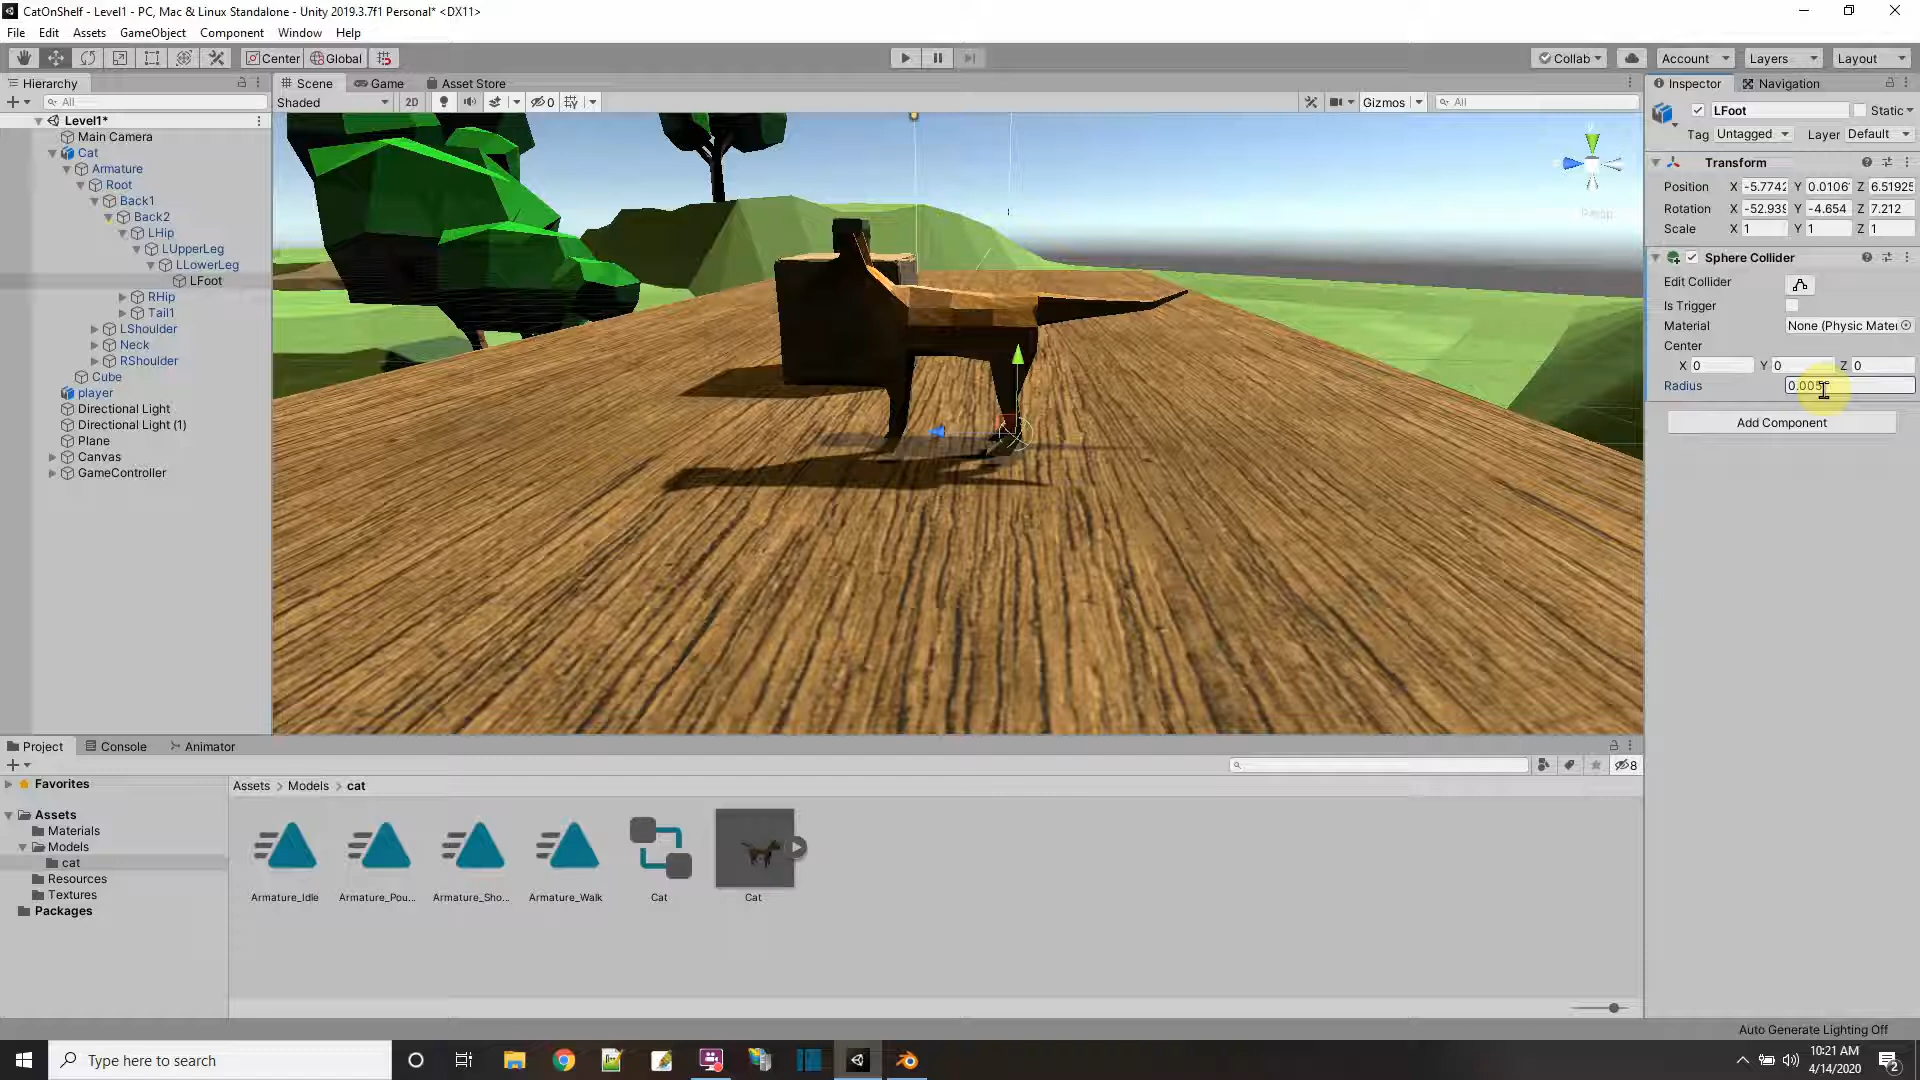 CatOnShelf - Level1 - PC, Mac & Linux Standalone - Unity 2019.3.7f1 Personal* <DX11>
File Edit Assets GameObject Component Window Help
Center Global Collab Account Layers Layout
Hierarchy Scene Game Asset Store Inspector Navigation
All Shaded 2D 0 Gizmos All
Level1*
Main Camera
Cat
Armature
Root
Back1
Back2
LHip
LUpperLeg
LLowerLeg
LFoot
RHip
Tail1
LShoulder
Neck
RShoulder
Cube
player
Directional Light
Directional Light (1)
Plane
Canvas
GameController
Persp
LFoot Static
Tag Untagged Layer Default
Transform
Position X -5.7742 Y 0.0106 Z 6.51925
Rotation X -52.939 Y -4.654 Z 7.212
Scale X 1 Y 1 Z 1
Sphere Collider
Edit Collider
Is Trigger
Material None (Physic Mater
Center
X 0 Y 0 Z 0
Radius
Add Component
Project Console Animator
8
Favorites
Assets
Materials
Models
cat
Resources
Textures
Packages
Assets > Models > cat
Armature_Idle Armature_Pou... Armature_Sho... Armature_Walk Cat Cat
Auto Generate Lighting Off
Type here to search
10:21 AM
4/14/2020
2